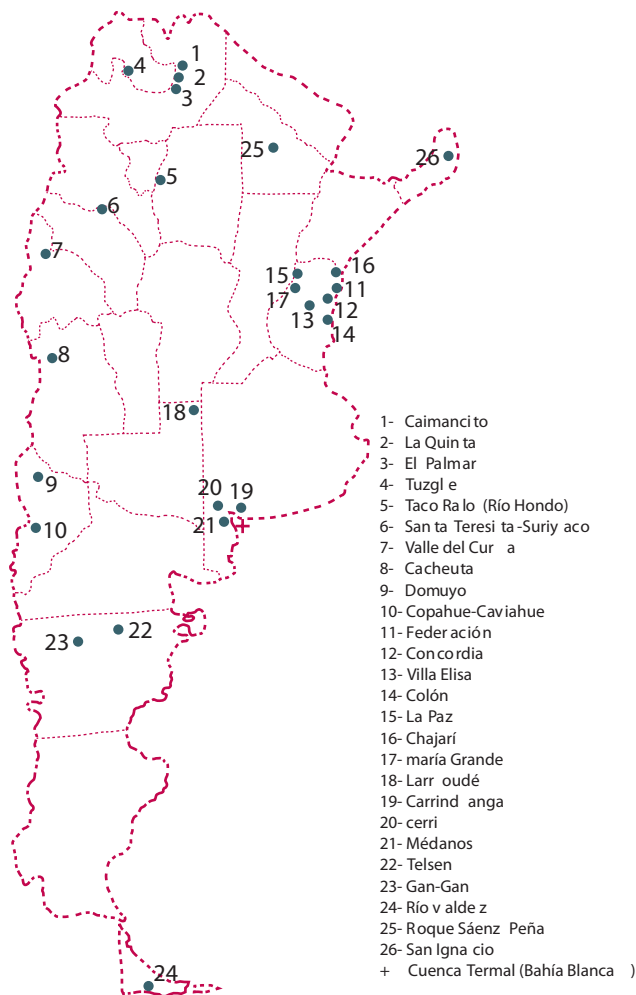 1
4
2
3
25
26
5
6
7
15
16
17
11
12
13
14
8
18
9
20
19
10
21
22
23
24
1- Caimancito
2- La Quin ta
3- El Palmar
4- Tuzgl e
5- Taco Ra lo (Río Hondo)
6- San ta Teresi ta -Suriy aco
7- Valle del Cur a
8- Cacheuta
9- Domuyo
10- Copahue-Caviahue
11- Feder ación
12- Con cordia
13- Villa Elisa
14- Colón
15- La Paz
16- Chajarí
17- maría Grande
18- Larr oudé
19- Carrind anga
20- cerri
21- Médanos
22- Telsen
23- Gan-Gan
24- Río v alde z
25- Roque Sáenz Peña
26- San Igna cio
+ Cuenca Termal (Bahía Blanca )